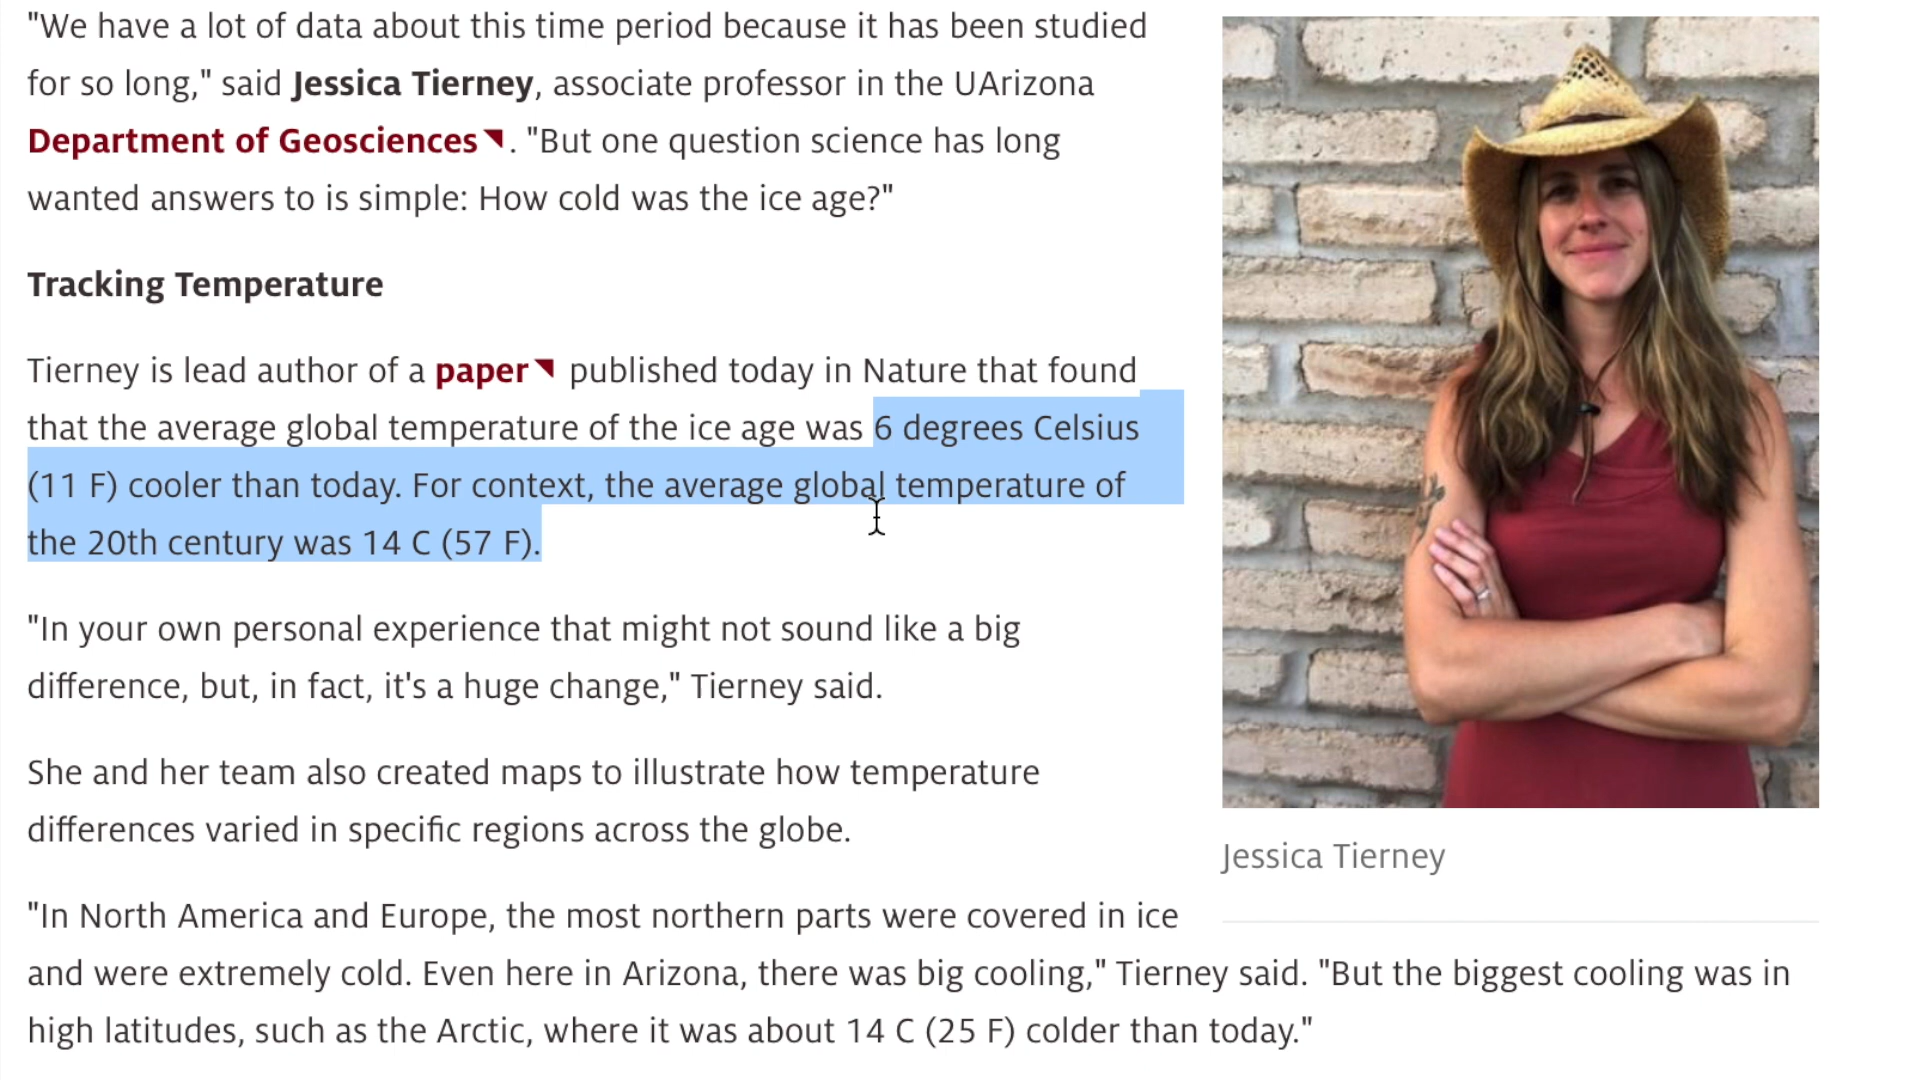 "We have a lot of data about this time period because it has been studied
for so long," said Jessica Tierney, associate professor in the UArizona
Department of Geosciences. "But one question science has long
wanted answers to is simple: How cold was the ice age?"
Tracking Temperature
Tierney is lead author of a paper published today in Nature that found
that the average global temperature of the ice age was 6 degrees Celsius
(11 F) cooler than today. For context, the average global temperature of
the 20th century was 14 C (57 F).
"In your own personal experience that might not sound like a big
difference, but, in fact, it's a huge change," Tierney said.
She and her team also created maps to illustrate how temperature
differences varied in specific regions across the globe.
Jessica Tierney
"In North America and Europe, the most northern parts were covered in ice
and were extremely cold. Even here in Arizona, there was big cooling," Tierney said. "But the biggest cooling was in
high latitudes, such as the Arctic, where it was about 14 C (25 F) colder than today."